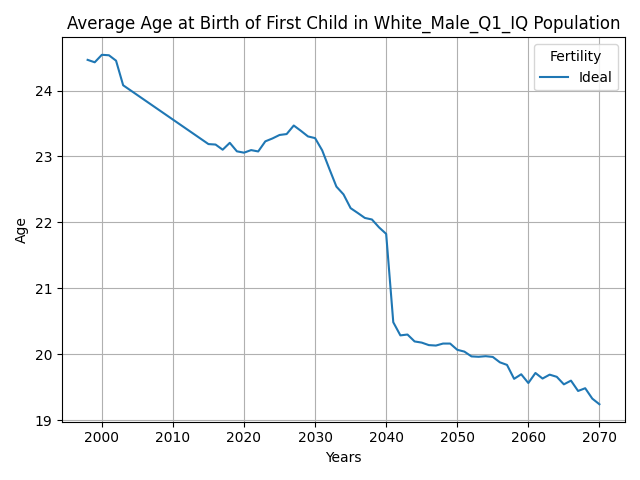 Average Age at Birth of First Child in White_Male_Q1_IQ Population
Fertility
Ideal
Age
24
23
22
21
20
19
2000 2010 2020 2030 2040 2050 2060 2070
Years